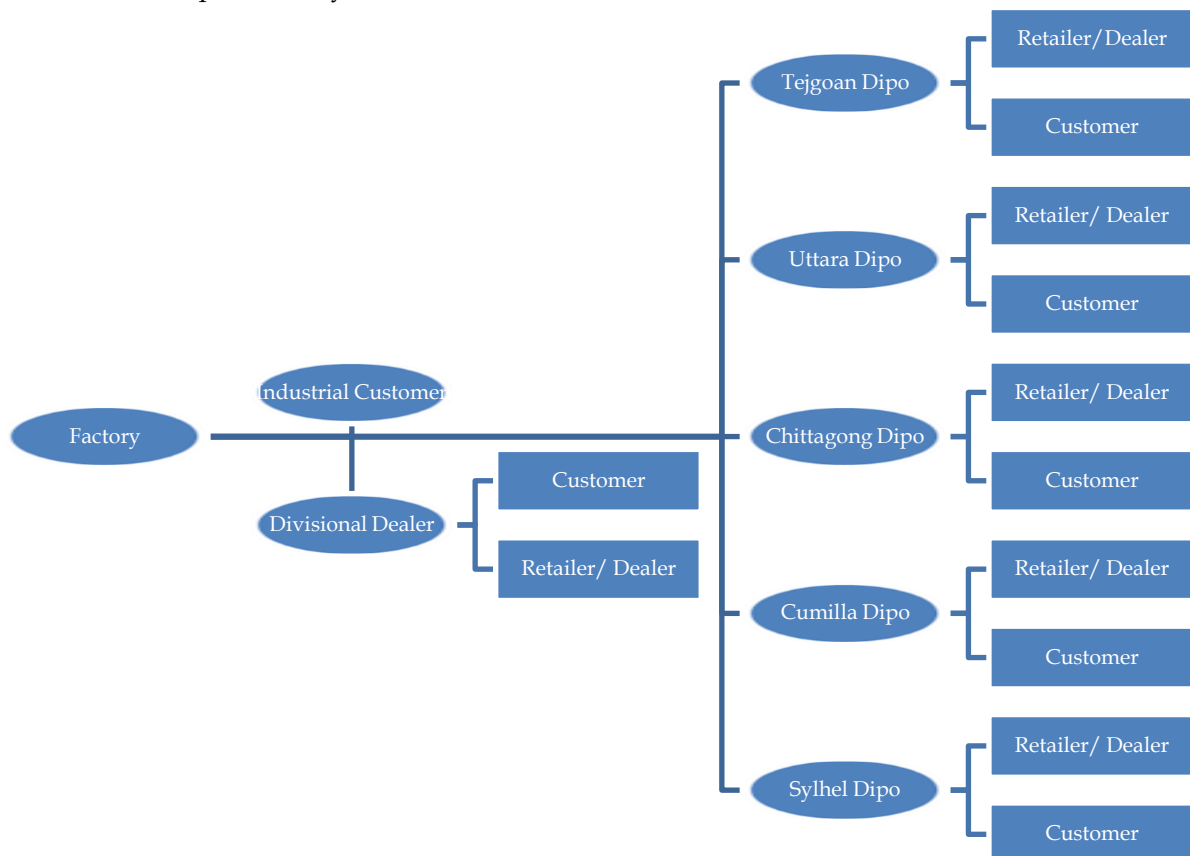 Retailer/Dealer
Tejgoan Dipo
Customer
Retailer/ Dealer
Uttara Dipo
Customer
Industrial Customer
Retailer/ Dealer
Factory
Chittagong Dipo
Customer
Customer
Divisional Dealer
Retailer/ Dealer
Retailer/ Dealer
Cumilla Dipo
Customer
Retailer/ Dealer
Sylhel Dipo
Customer